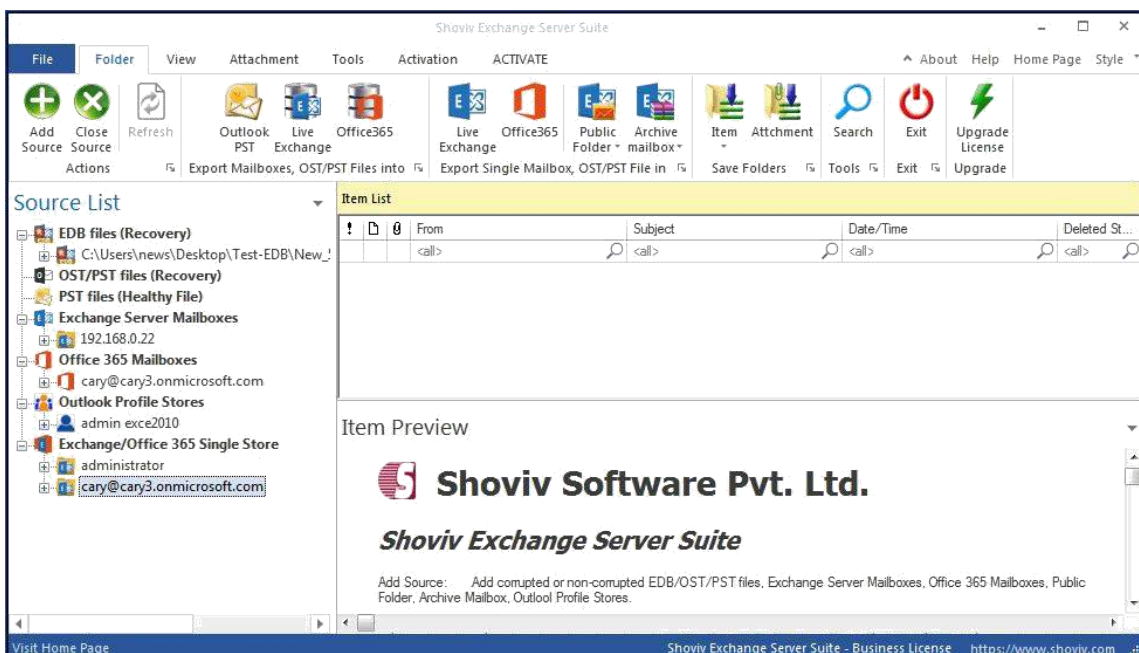 Shoviv Exchange Server Suite
File Folder View Attachment Tools Activation ACTIVATE About Help Home Page Style
Add Source
Close Source
Refresh
Outlook PST
Live Exchange
Office365
Live Exchange
Office365
Public Folder
Archive mailbox
Item
Attchment
Search
Exit
Upgrade License
Actions
Export Mailboxes, OST/PST Files into
Export Single Mailbox, OST/PST File in
Save Folders
Tools
Exit
Upgrade
Source List
EDB files (Recovery)
C:\Users\news\Desktop\Test-EDB\New_
OST/PST files (Recovery)
PST files (Healthy File)
Exchange Server Mailboxes
192.168.0.22
Office 365 Mailboxes
cary@cary3.onmicrosoft.com
Outlook Profile Stores
admin exce2010
Exchange/Office 365 Single Store
administrator
cary@cary3.onmicrosoft.com
Item List
! From Subject Date/Time Deleted St...
<all> <all> <all> <all>
Item Preview
Shoviv Software Pvt. Ltd.
Shoviv Exchange Server Suite
Add Source: Add corrupted or non-corrupted EDB/OST/PST files, Exchange Server Mailboxes, Office 365 Mailboxes, Public
Folder, Archive Mailbox, Outlool Profile Stores.
Visit Home Page
Shoviv Exchange Server Suite - Business License https://www.shoviv.com